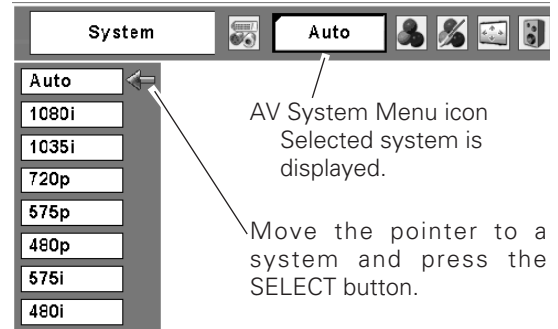 System
Auto
Auto
1080i
1035i
720p
575p
480p
575i
480i
AV System Menu icon
Selected system is
displayed.
Move the pointer to a
system and press the
SELECT button.